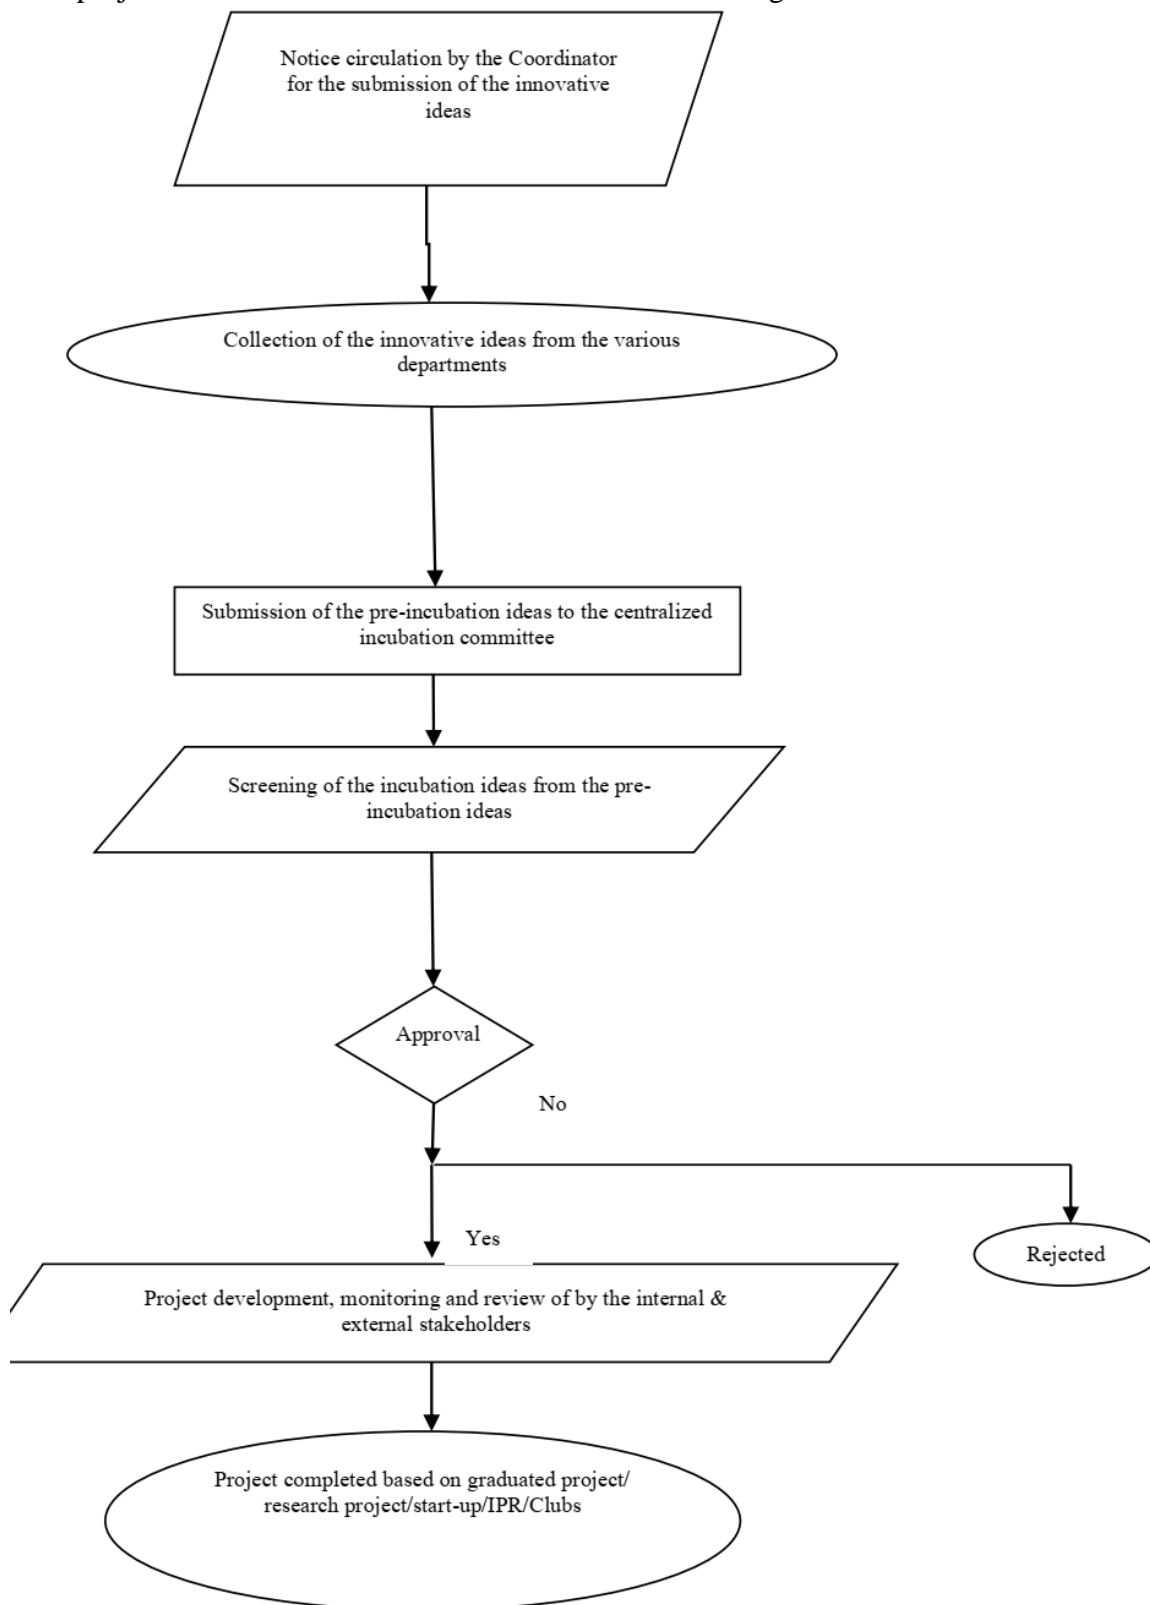 Notice circulation by the Coordinator
for the submission of the innovative
ideas
Collection of the innovative ideas from the various
departments
Submission of the pre-incubation ideas to the centralized
incubation committee
Screening of the incubation ideas from the pre-
incubation ideas
Approval
No
Yes
Rejected
Project development, monitoring and review of by the internal &
external stakeholders
Project completed based on graduated project/
research project/start-up/IPR/Clubs